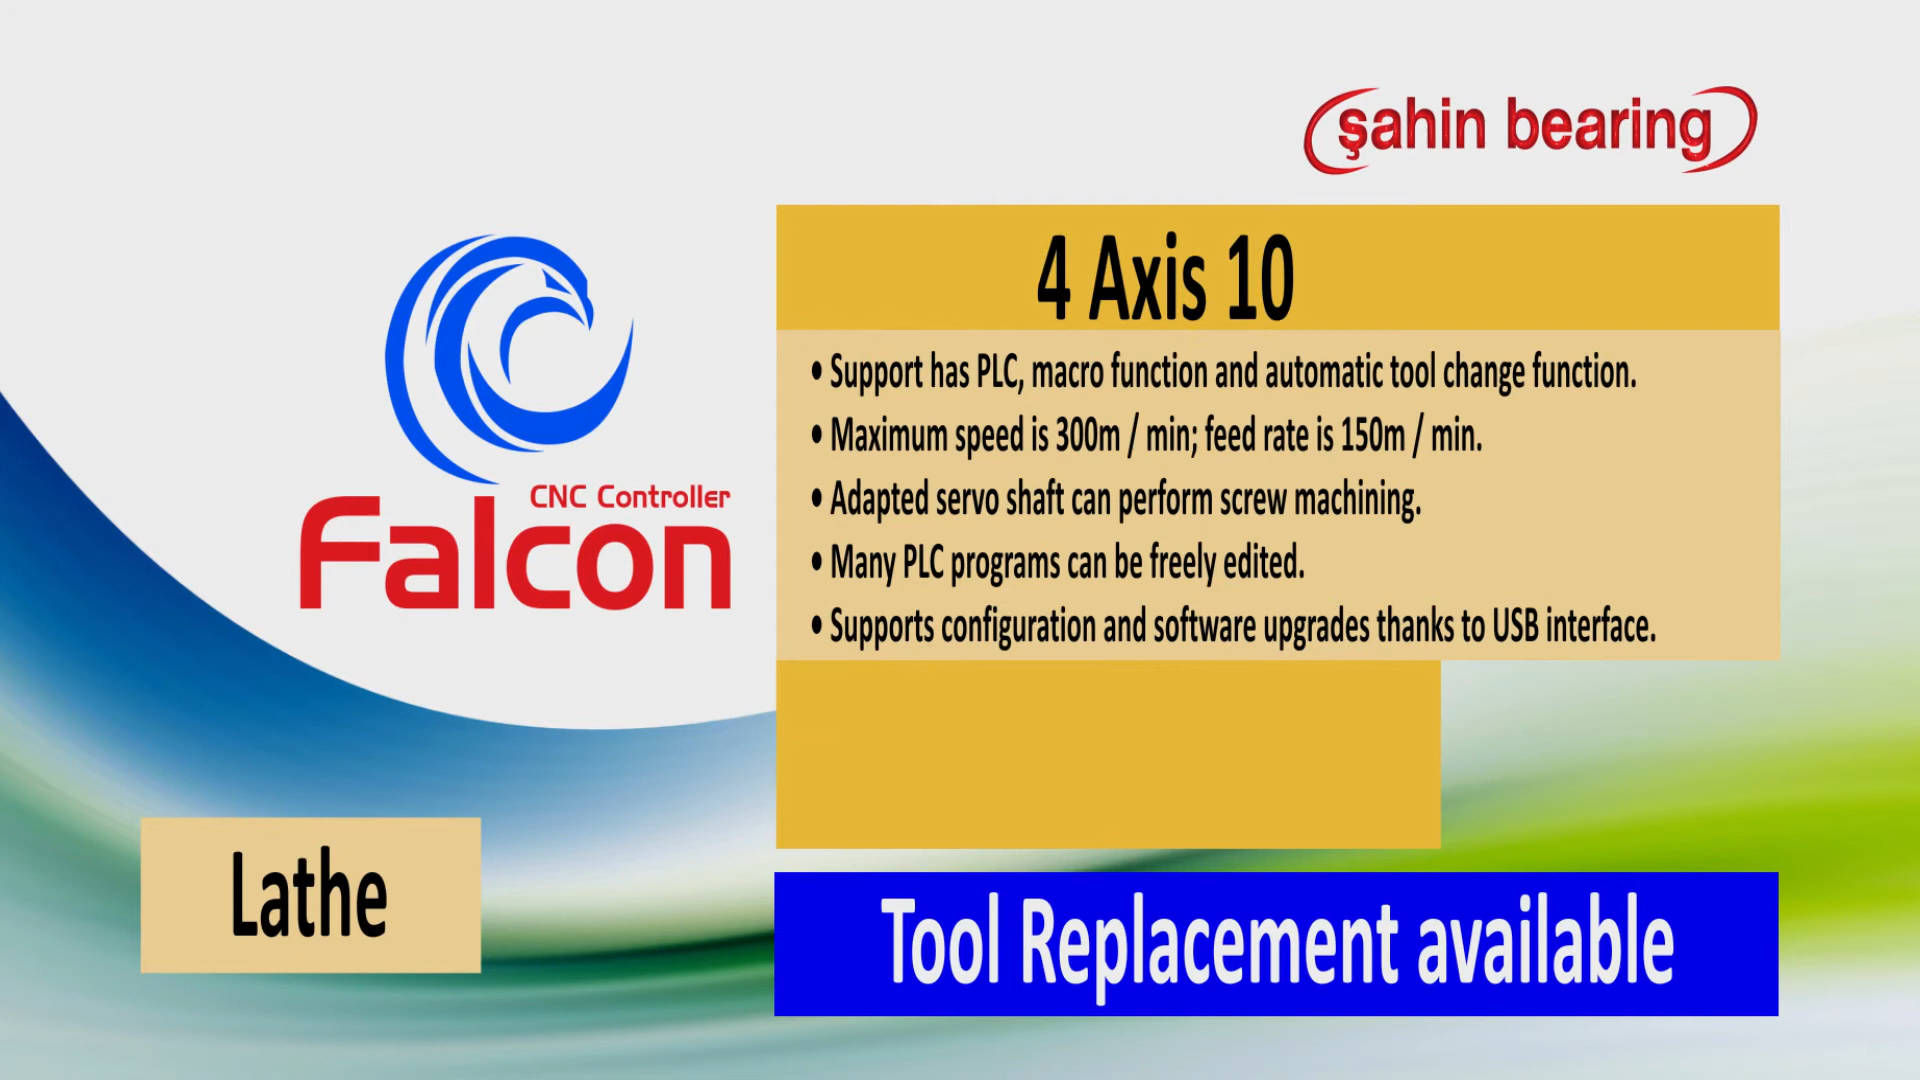 şahin bearing
CNC Controller
Falcon
4 Axis 10
• Support has PLC, macro function and automatic tool change function.
• Maximum speed is 300m / min; feed rate is 150m / min.
• Adapted servo shaft can perform screw machining.
• Many PLC programs can be freely edited.
• Supports configuration and software upgrades thanks to USB interface.
Lathe
Tool Replacement available